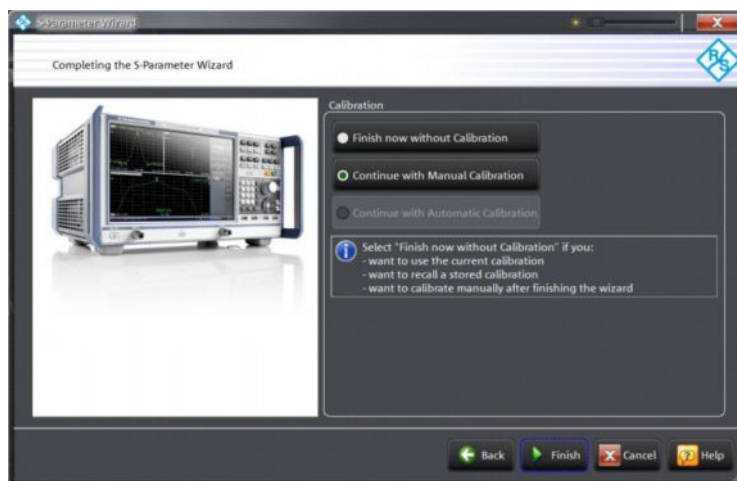 S-Parameter Wizard
Completing the S-Parameter Wizard
R
S
Calibration
Finish now without Calibration
Continue with Manual Calibration
Continue with Automatic Calibration
Select "Finish now without Calibration" if you:
- want to use the current calibration
- want to recall a stored calibration
- want to calibrate manually after finishing the wizard
Back
Finish
Cancel
Help